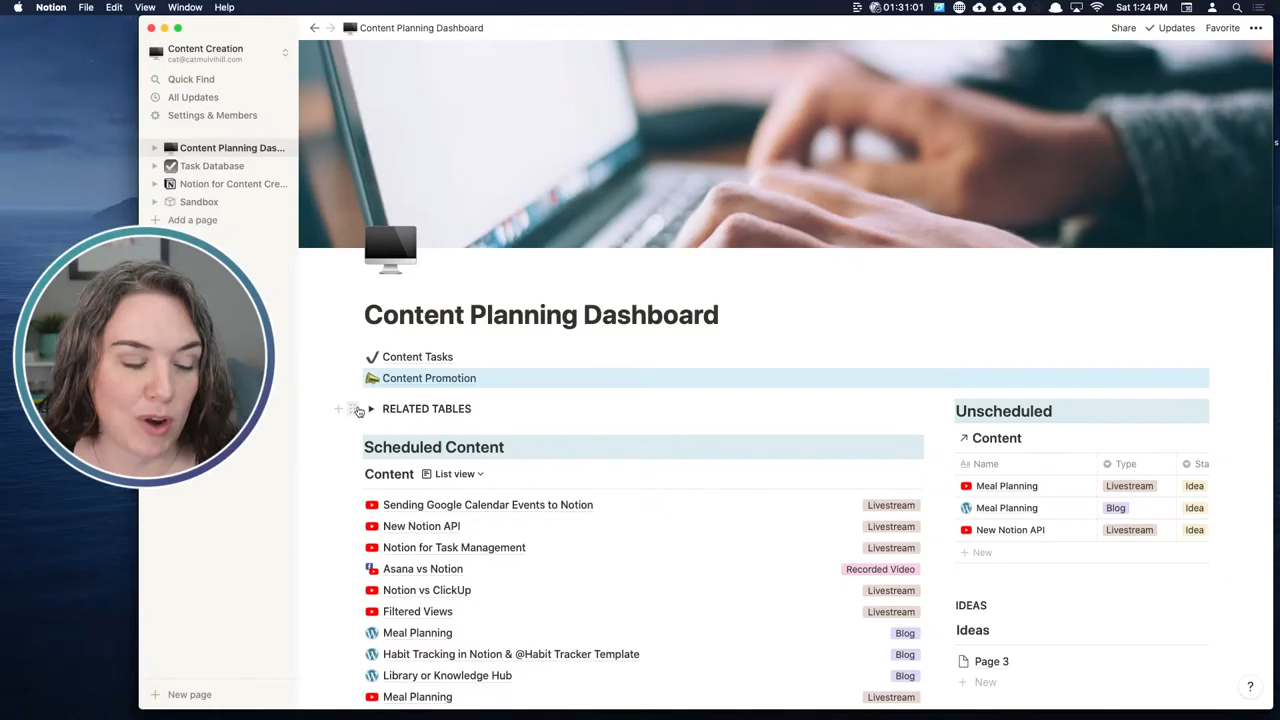 Notion File Edit View Window Help
01:31:01
Sat 1:24 PM
Content Creation
cat@catmulvihill.com
Quick Find
All Updates
Settings & Members
Content Planning Das...
Task Database
Notion for Content Cre...
Sandbox
Add a page
New page
Content Planning Dashboard
Share Updates Favorite
Content Planning Dashboard
Content Tasks
Content Promotion
RELATED TABLES
Scheduled Content
Content List view
Sending Google Calendar Events to Notion Livestream
New Notion API Livestream
Notion for Task Management Livestream
Asana vs Notion Recorded Video
Notion vs ClickUp Livestream
Filtered Views Livestream
Meal Planning Blog
Habit Tracking in Notion & @Habit Tracker Template Blog
Library or Knowledge Hub Blog
Meal Planning Livestream
Unscheduled
Content
Aa Name Type Sta
Meal Planning Livestream Idea
Meal Planning Blog Idea
New Notion API Livestream Idea
New
IDEAS
Ideas
Page 3
New
?